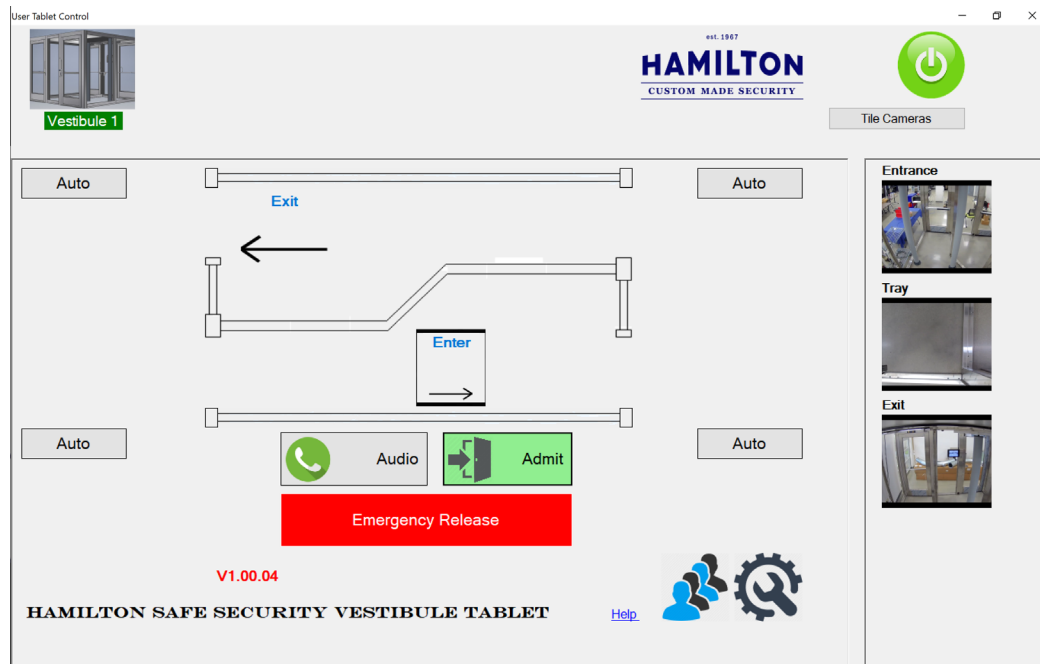 User Tablet Control
est. 1967
HAMILTON
CUSTOM MADE SECURITY
Vestibule 1
Tile Cameras
Auto
Auto
Exit
Enter
Auto
Auto
Audio
Admit
Emergency Release
V1.00.04
HAMILTON SAFE SECURITY VESTIBULE TABLET
Help
Entrance
Tray
Exit